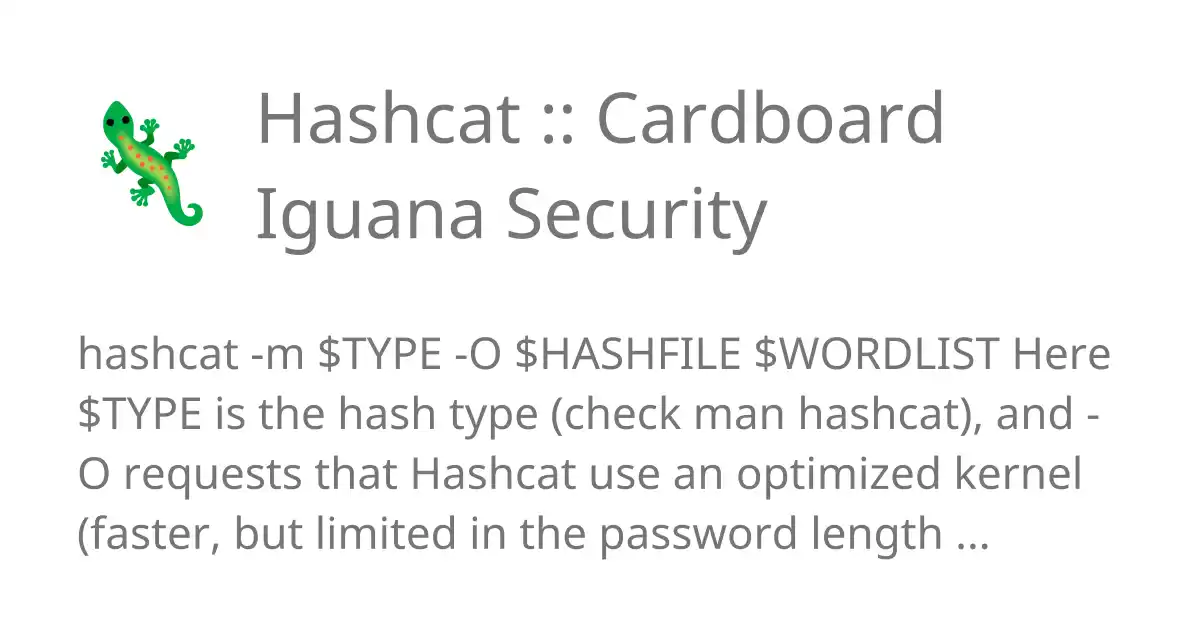 Hashcat :: Cardboard
Iguana Security
hashcat -m $TYPE -O $HASHFILE $WORDLIST Here
$TYPE is the hash type (check man hashcat), and -
O requests that Hashcat use an optimized kernel
(faster, but limited in the password length ...